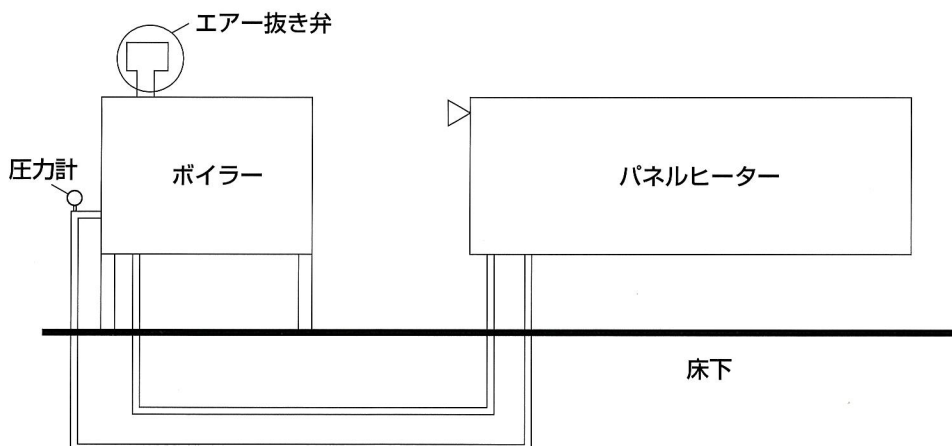 エアー抜き弁
圧力計
ボイラー
パネルヒーター
床下